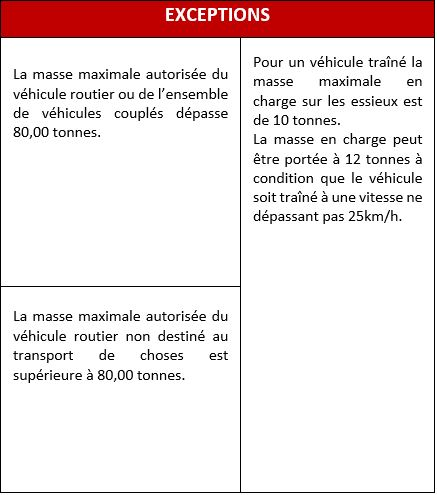 EXCEPTIONS
La masse maximale autorisée du
véhicule routier ou de l’ensemble
de véhicules couplés dépasse
80,00 tonnes.
La masse maximale autorisée du
véhicule routier non destiné au
transport de choses est
supérieure à 80,00 tonnes.
Pour un véhicule traîné la
masse maximale en
charge sur les essieux est
de 10 tonnes.
La masse en charge peut
être portée à 12 tonnes à
condition que le véhicule
soit traîné à une vitesse ne
dépassant pas 25km/h.